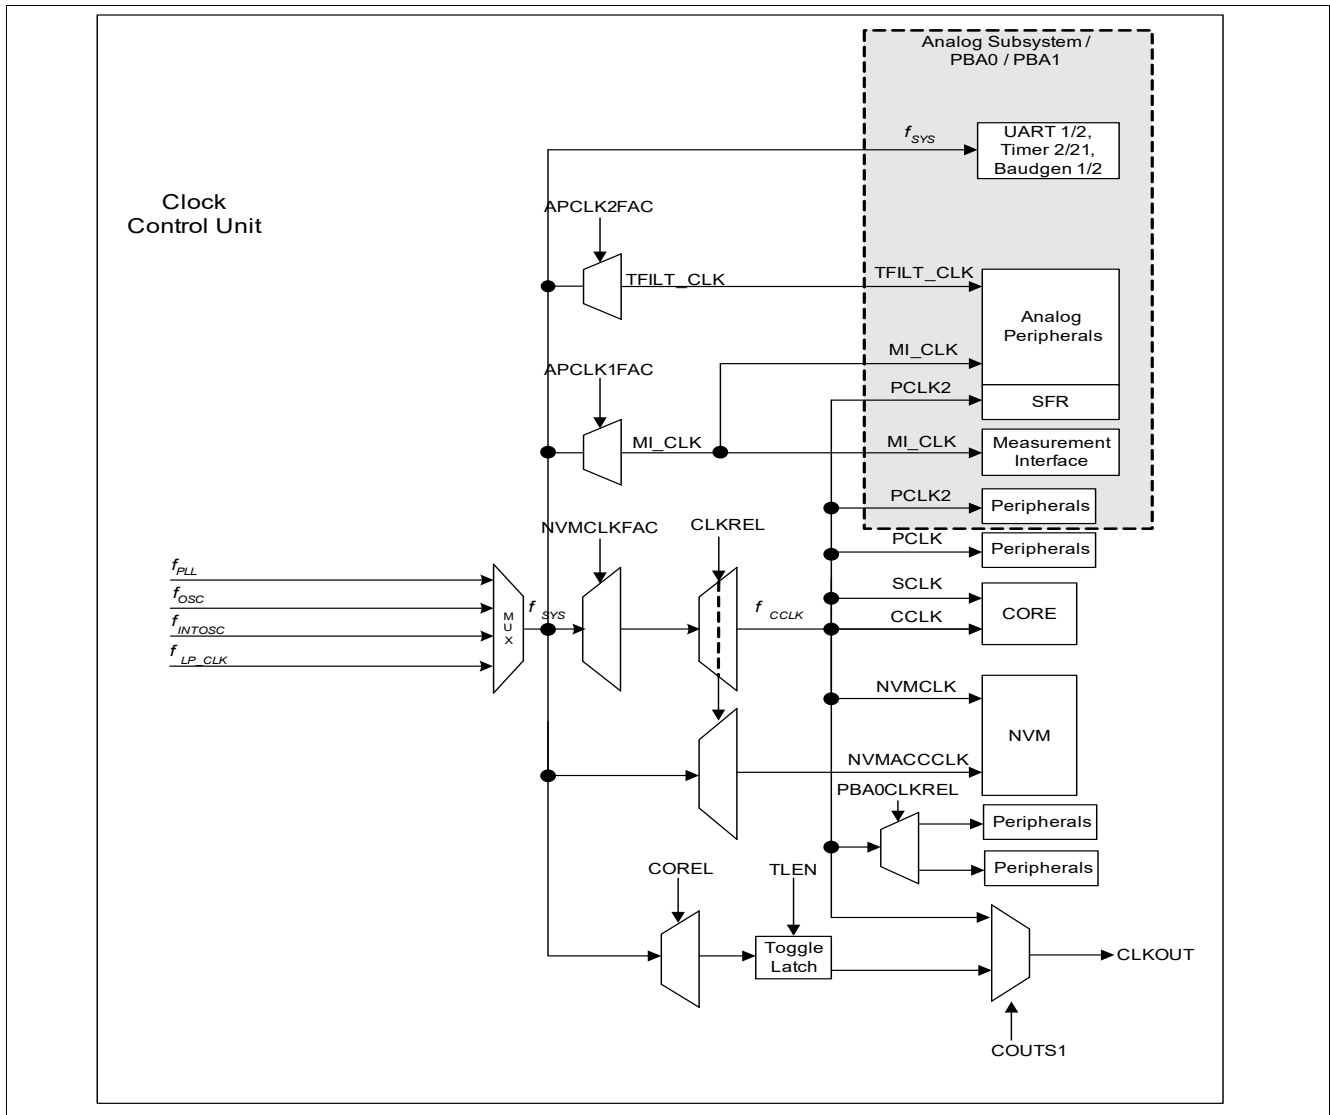 Analog Subsystem /
PBA0 / PBA1
fSYS
UART 1/2,
Timer 2/21,
Baudgen 1/2
Clock
Control Unit
APCLK2FAC
TFILT_CLK
TFILT_CLK
Analog
Peripherals
MI_CLK
APCLK1FAC
PCLK2
SFR
MI_CLK
MI_CLK
Measurement
Interface
PCLK2
Peripherals
NVMCLKFAC
CLKREL
PCLK
Peripherals
fPLL
fOSC
fINTOSC
fLP_CLK
MUX
fSYS
fCCLK
SCLK
CCLK
CORE
NVMCLK
NVM
NVMACCCLK
PBA0CLKREL
Peripherals
Peripherals
COREL
TLEN
Toggle
Latch
CLKOUT
COUTS1